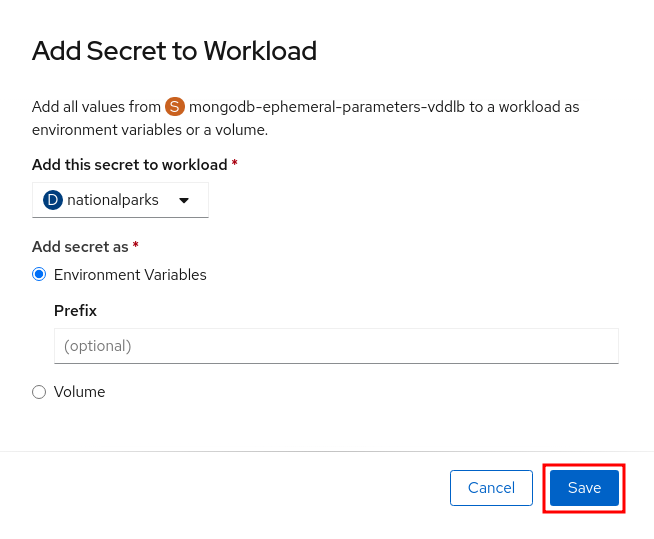 Add Secret to Workload
Add all values from S mongodb-ephemeral-parameters-vddlb to a workload as
environment variables or a volume.
Add this secret to workload *
D nationalparks
Add secret as *
Environment Variables
Prefix
(optional)
Volume
Cancel
Save